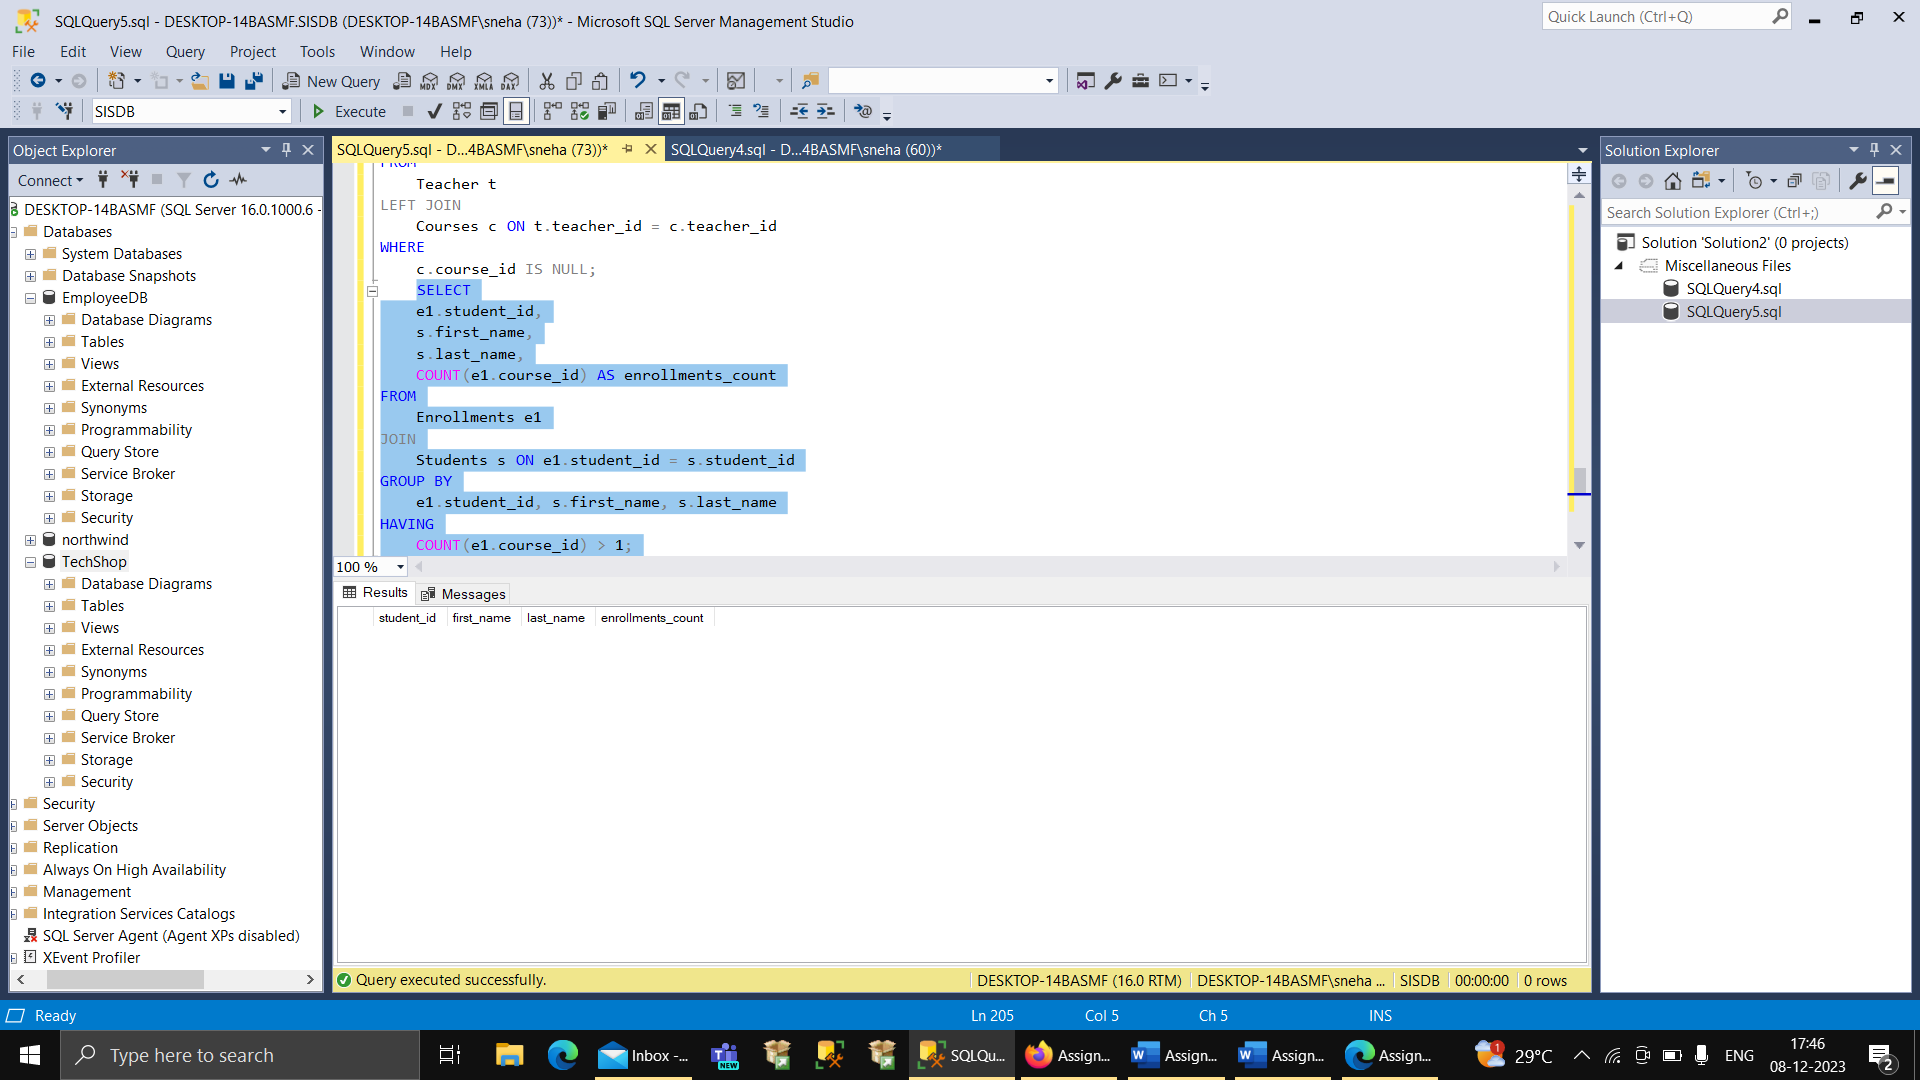 SQLQuery5.sql - DESKTOP-14BASMF.SISDB (DESKTOP-14BASMF\sneha (73))* - Microsoft SQL Server Management Studio
Quick Launch (Ctrl+Q)
File Edit View Query Project Tools Window Help
New Query MDX DMX XMLA DAX
SISDB Execute
Object Explorer
Connect
DESKTOP-14BASMF (SQL Server 16.0.1000.6 -
Databases
System Databases
Database Snapshots
EmployeeDB
Database Diagrams
Tables
Views
External Resources
Synonyms
Programmability
Query Store
Service Broker
Storage
Security
northwind
TechShop
Database Diagrams
Tables
Views
External Resources
Synonyms
Programmability
Query Store
Service Broker
Storage
Security
Security
Server Objects
Replication
Always On High Availability
Management
Integration Services Catalogs
SQL Server Agent (Agent XPs disabled)
XEvent Profiler
SQLQuery5.sql - D...4BASMF\sneha (73))* SQLQuery4.sql - D...4BASMF\sneha (60))*
FROM
Teacher t
LEFT JOIN
Courses c ON t.teacher_id = c.teacher_id
WHERE
c.course_id IS NULL;
SELECT
e1.student_id,
s.first_name,
s.last_name,
COUNT(e1.course_id) AS enrollments_count
FROM
Enrollments e1
JOIN
Students s ON e1.student_id = s.student_id
GROUP BY
e1.student_id, s.first_name, s.last_name
HAVING
COUNT(e1.course_id) > 1;
100 %
Results Messages
student_id first_name last_name enrollments_count
Query executed successfully. DESKTOP-14BASMF (16.0 RTM) DESKTOP-14BASMF\sneha ... SISDB 00:00:00 0 rows
Solution Explorer
Search Solution Explorer (Ctrl+;)
Solution 'Solution2' (0 projects)
Miscellaneous Files
SQLQuery4.sql
SQLQuery5.sql
Ready Ln 205 Col 5 Ch 5 INS
Type here to search Inbox -... NEW SQLQu... Assign... Assign... Assign... Assign... 1 29°C ENG 17:46
08-12-2023 2